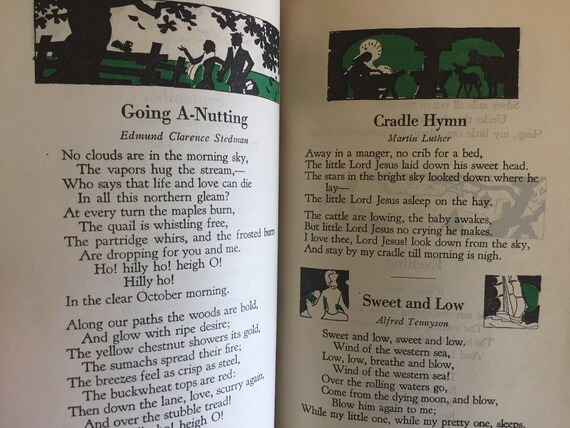 Going A-Nutting
Edmund Clarence Stedman
No clouds are in the morning sky,
The vapors hug the stream,—
Who says that life and love can die
In all this northern gleam?
At every turn the maples burn,
The quail is whistling free,
The partridge whirs, and the frosted burrs
Are dropping for you and me.
Ho! hilly ho! heigh O!
Hilly ho!
In the clear October morning.
Along our paths the woods are bold,
And glow with ripe desire;
The yellow chestnut showers its gold,
The sumachs spread their fire;
The breezes feel as crisp as steel,
The buckwheat tops are red:
Then down the lane, love, scurry again,
And over the stubble tread!
Ho! hilly ho! heigh O!
Cradle Hymn
Martin Luther
Away in a manger, no crib for a bed,
The little Lord Jesus laid down his sweet head.
The stars in the bright sky looked down where he
lay—
The little Lord Jesus asleep on the hay.
The cattle are lowing, the baby awakes,
But little Lord Jesus no crying he makes.
I love thee, Lord Jesus! look down from the sky,
And stay by my cradle till morning is nigh.
Sweet and Low
Alfred Tennyson
Sweet and low, sweet and low,
Wind of the western sea,
Low, low, breathe and blow,
Wind of the western sea!
Over the rolling waters go,
Come from the dying moon, and blow,
Blow him again to me;
While my little one, while my pretty one, sleeps.